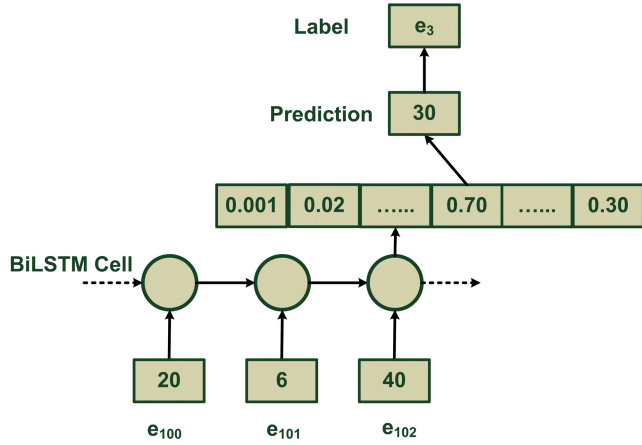 Label e₃
Prediction 30
0.001 0.02 …... 0.70 …... 0.30
BiLSTM Cell
20 6 40
e₁₀₀ e₁₀₁ e₁₀₂